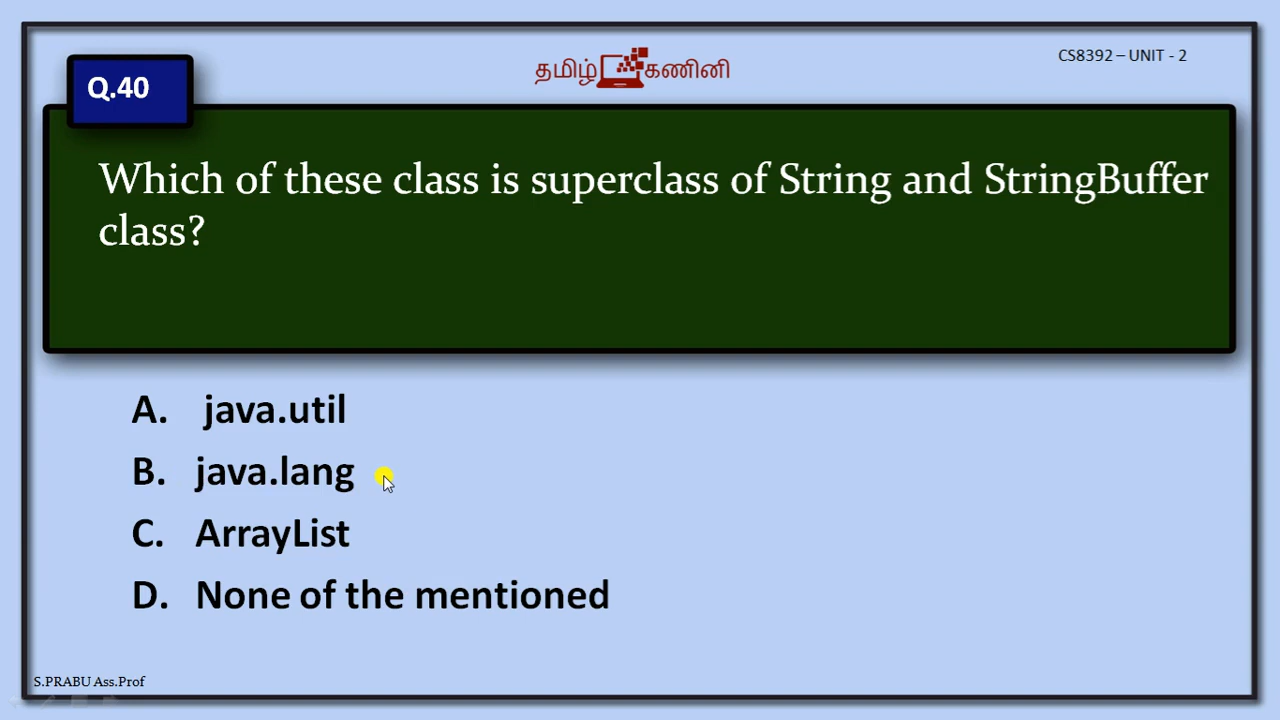 தமிழ் கணினி
CS8392 – UNIT - 2
Q.40
Which of these class is superclass of String and StringBuffer
class?
A. java.util
B. java.lang
C. ArrayList
D. None of the mentioned
S.PRABU Ass.Prof